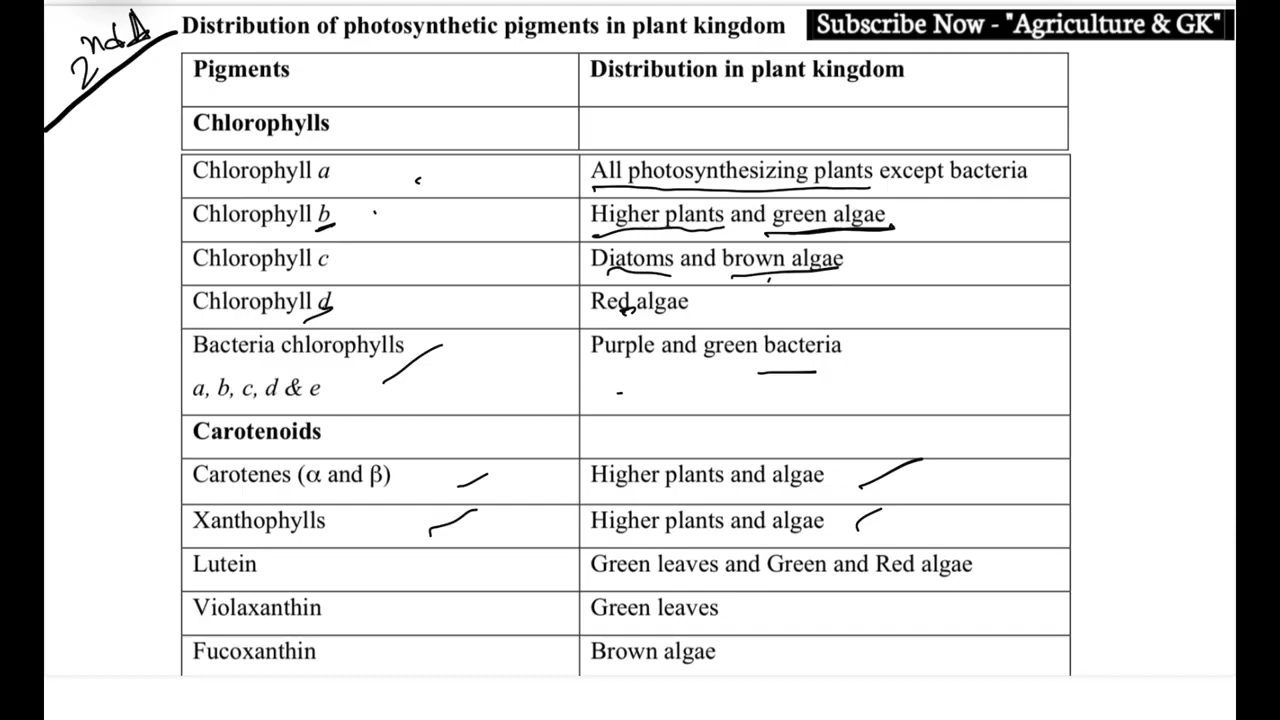 2nd A
Distribution of photosynthetic pigments in plant kingdom
Subscribe Now - "Agriculture & GK"
Pigments Distribution in plant kingdom
Chlorophylls
Chlorophyll a All photosynthesizing plants except bacteria
Chlorophyll b Higher plants and green algae
Chlorophyll c Diatoms and brown algae
Chlorophyll d Red algae
Bacteria chlorophylls Purple and green bacteria
a, b, c, d & e
Carotenoids
Carotenes (α and β) Higher plants and algae
Xanthophylls Higher plants and algae
Lutein Green leaves and Green and Red algae
Violaxanthin Green leaves
Fucoxanthin Brown algae